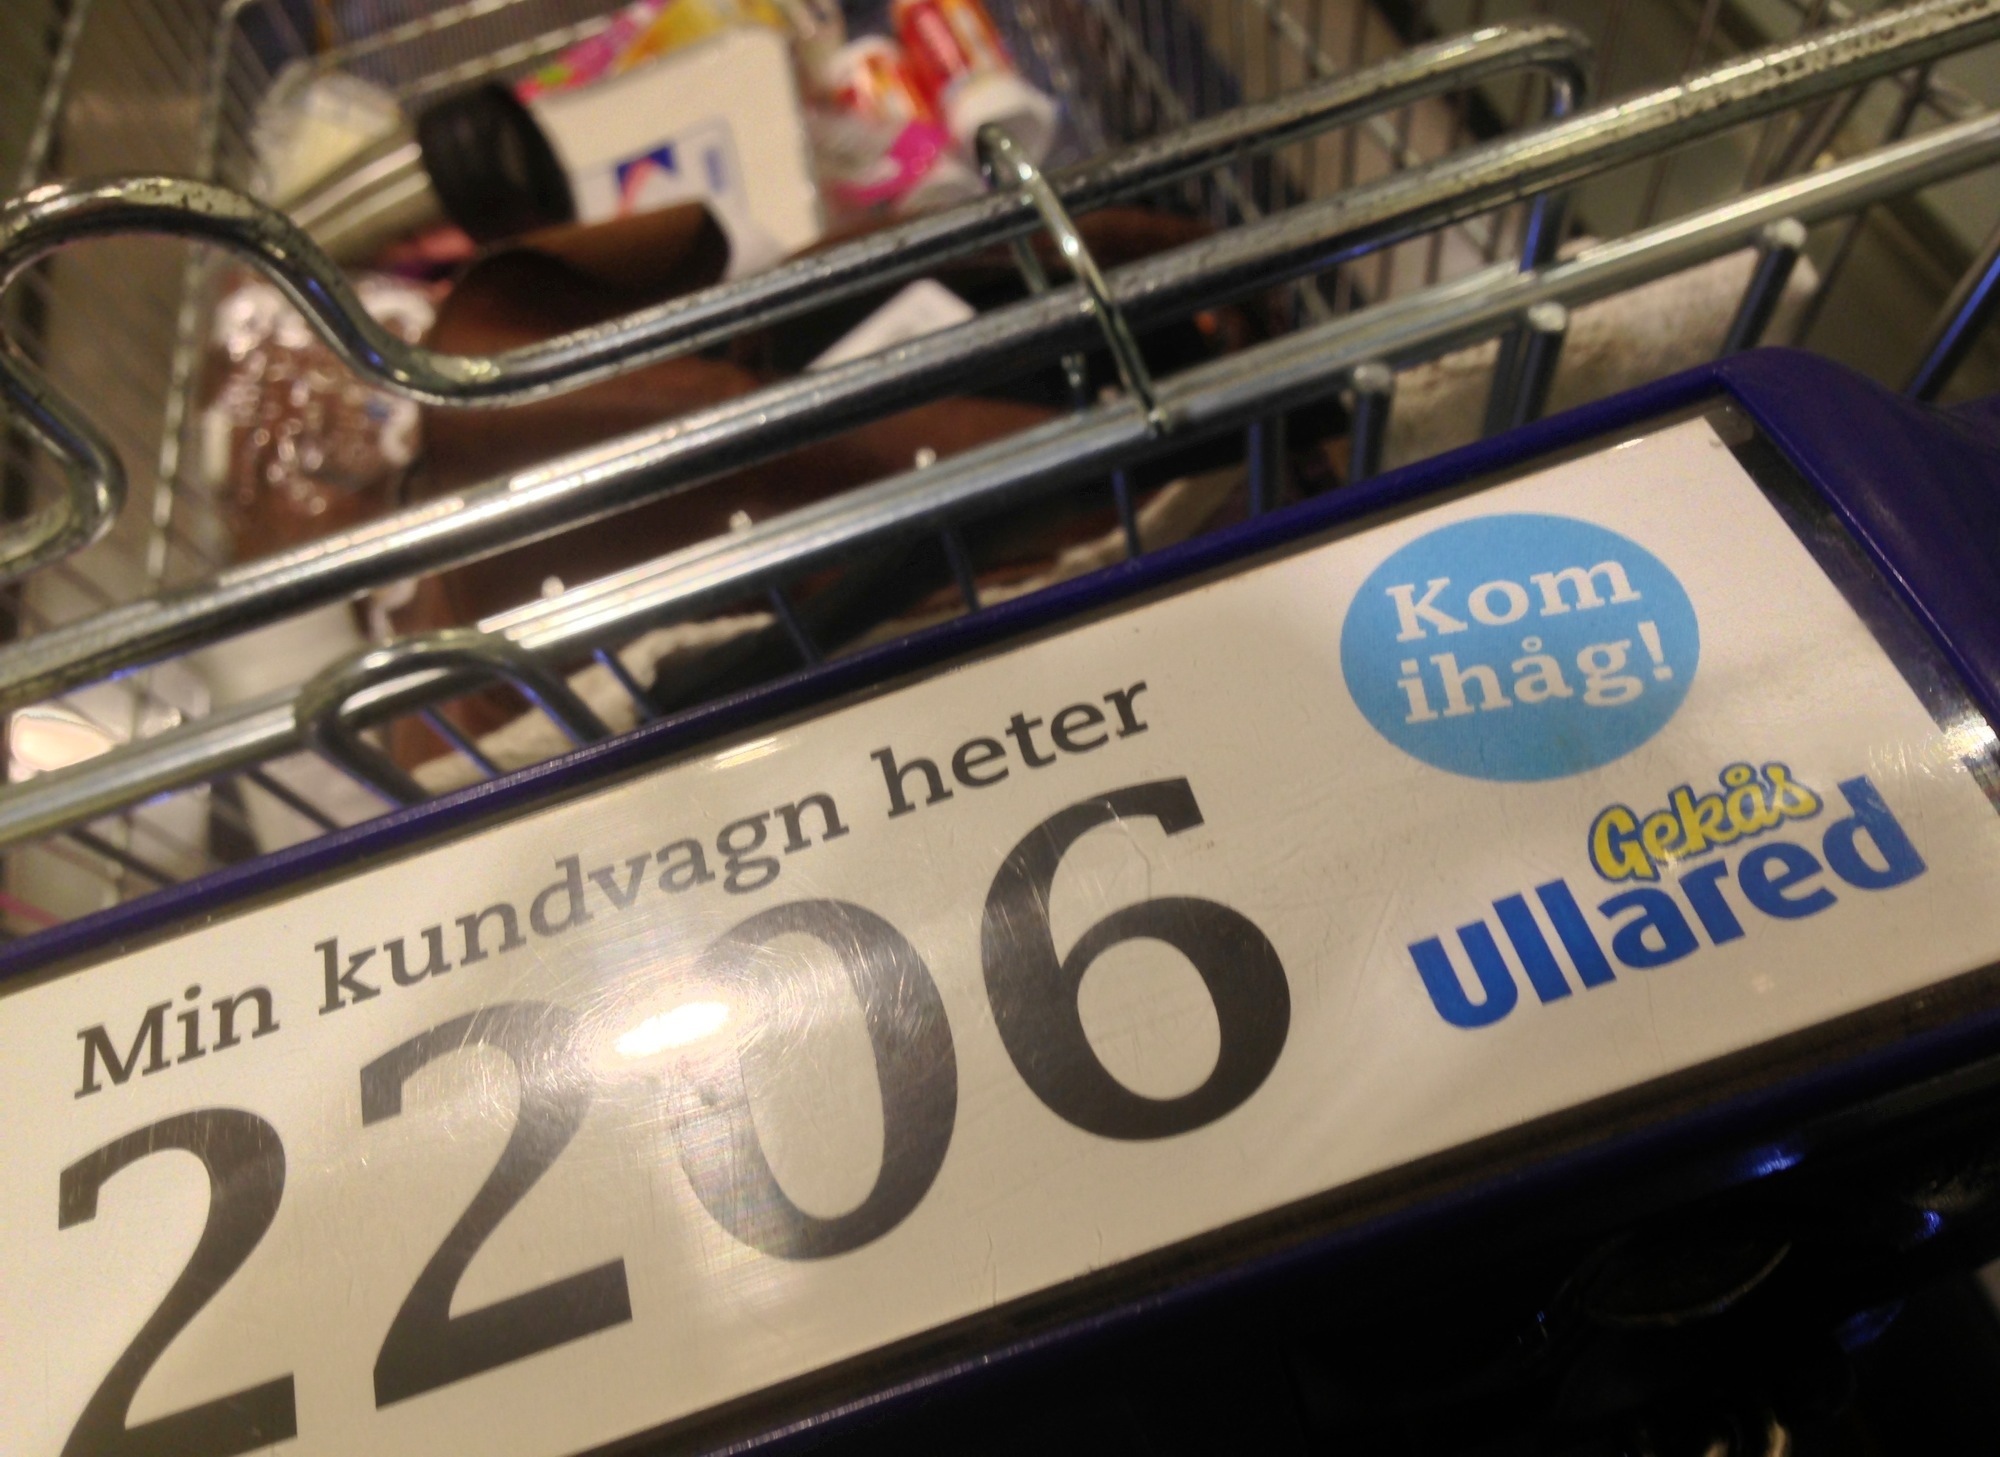 Min kundvagn heter
2206
Kom
ihåg!
Gekås
Ullared